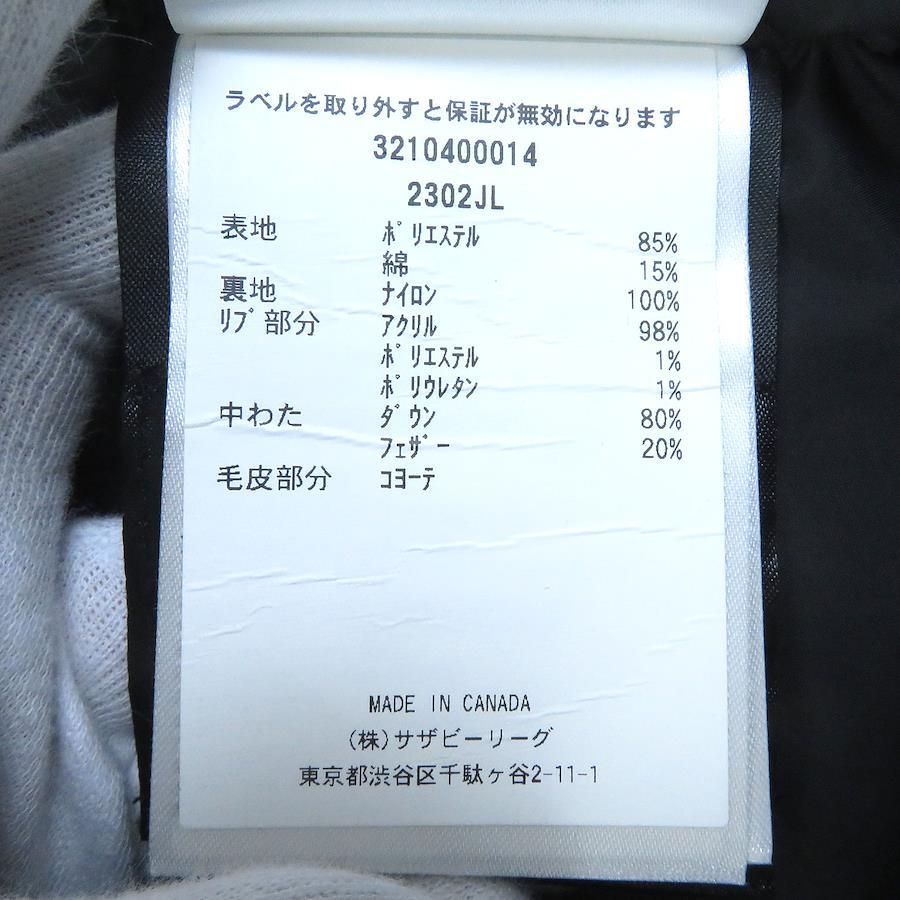 ラベルを取り外すと保証が無効になります
3210400014
2302JL
表地 ﾎﾟﾘｴｽﾃﾙ 85%
綿 15%
裏地 ﾅｲﾛﾝ 100%
ﾘﾌﾞ部分 ｱｸﾘﾙ 98%
ﾎﾟﾘｴｽﾃﾙ 1%
ﾎﾟﾘｳﾚﾀﾝ 1%
中わた ﾀﾞｳﾝ 80%
ﾌｪｻﾞｰ 20%
毛皮部分 ｺﾖｰﾃ
MADE IN CANADA
(株)サザビーリーグ
東京都渋谷区千駄ヶ谷2-11-1